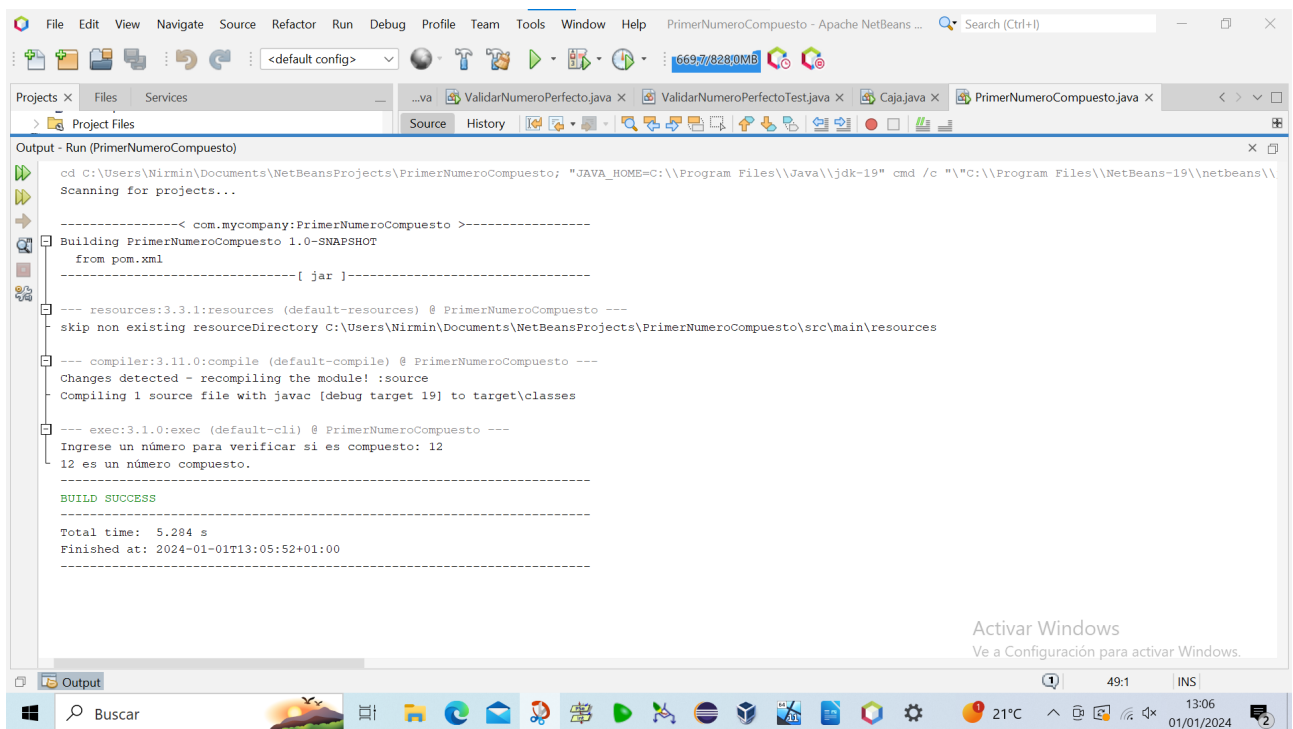 File Edit View Navigate Source Refactor Run Debug Profile Team Tools Window Help PrimerNumeroCompuesto - Apache NetBeans ... Search (Ctrl+I)
<default config> 669,7/828,0MB
Projects Files Services ...va ValidarNumeroPerfecto.java ValidarNumeroPerfectoTest.java Caja.java PrimerNumeroCompuesto.java
Project Files Source History
Output - Run (PrimerNumeroCompuesto)
cd C:\Users\Nirmin\Documents\NetBeansProjects\PrimerNumeroCompuesto; "JAVA_HOME=C:\\Program Files\\Java\\jdk-19" cmd /c "\"C:\\Program Files\\NetBeans-19\\netbeans\\
Scanning for projects...
----------------< com.mycompany:PrimerNumeroCompuesto >-----------------
Building PrimerNumeroCompuesto 1.0-SNAPSHOT
from pom.xml
--------------------------------[ jar ]---------------------------------
--- resources:3.3.1:resources (default-resources) @ PrimerNumeroCompuesto ---
skip non existing resourceDirectory C:\Users\Nirmin\Documents\NetBeansProjects\PrimerNumeroCompuesto\src\main\resources
--- compiler:3.11.0:compile (default-compile) @ PrimerNumeroCompuesto ---
Changes detected - recompiling the module! :source
Compiling 1 source file with javac [debug target 19] to target\classes
--- exec:3.1.0:exec (default-cli) @ PrimerNumeroCompuesto ---
Ingrese un número para verificar si es compuesto: 12
12 es un número compuesto.
------------------------------------------------------------------------
BUILD SUCCESS
------------------------------------------------------------------------
Total time:  5.284 s
Finished at: 2024-01-01T13:05:52+01:00
------------------------------------------------------------------------
Activar Windows
Ve a Configuración para activar Windows.
Output 1 49:1 INS
Buscar 21°C 13:06
01/01/2024 2